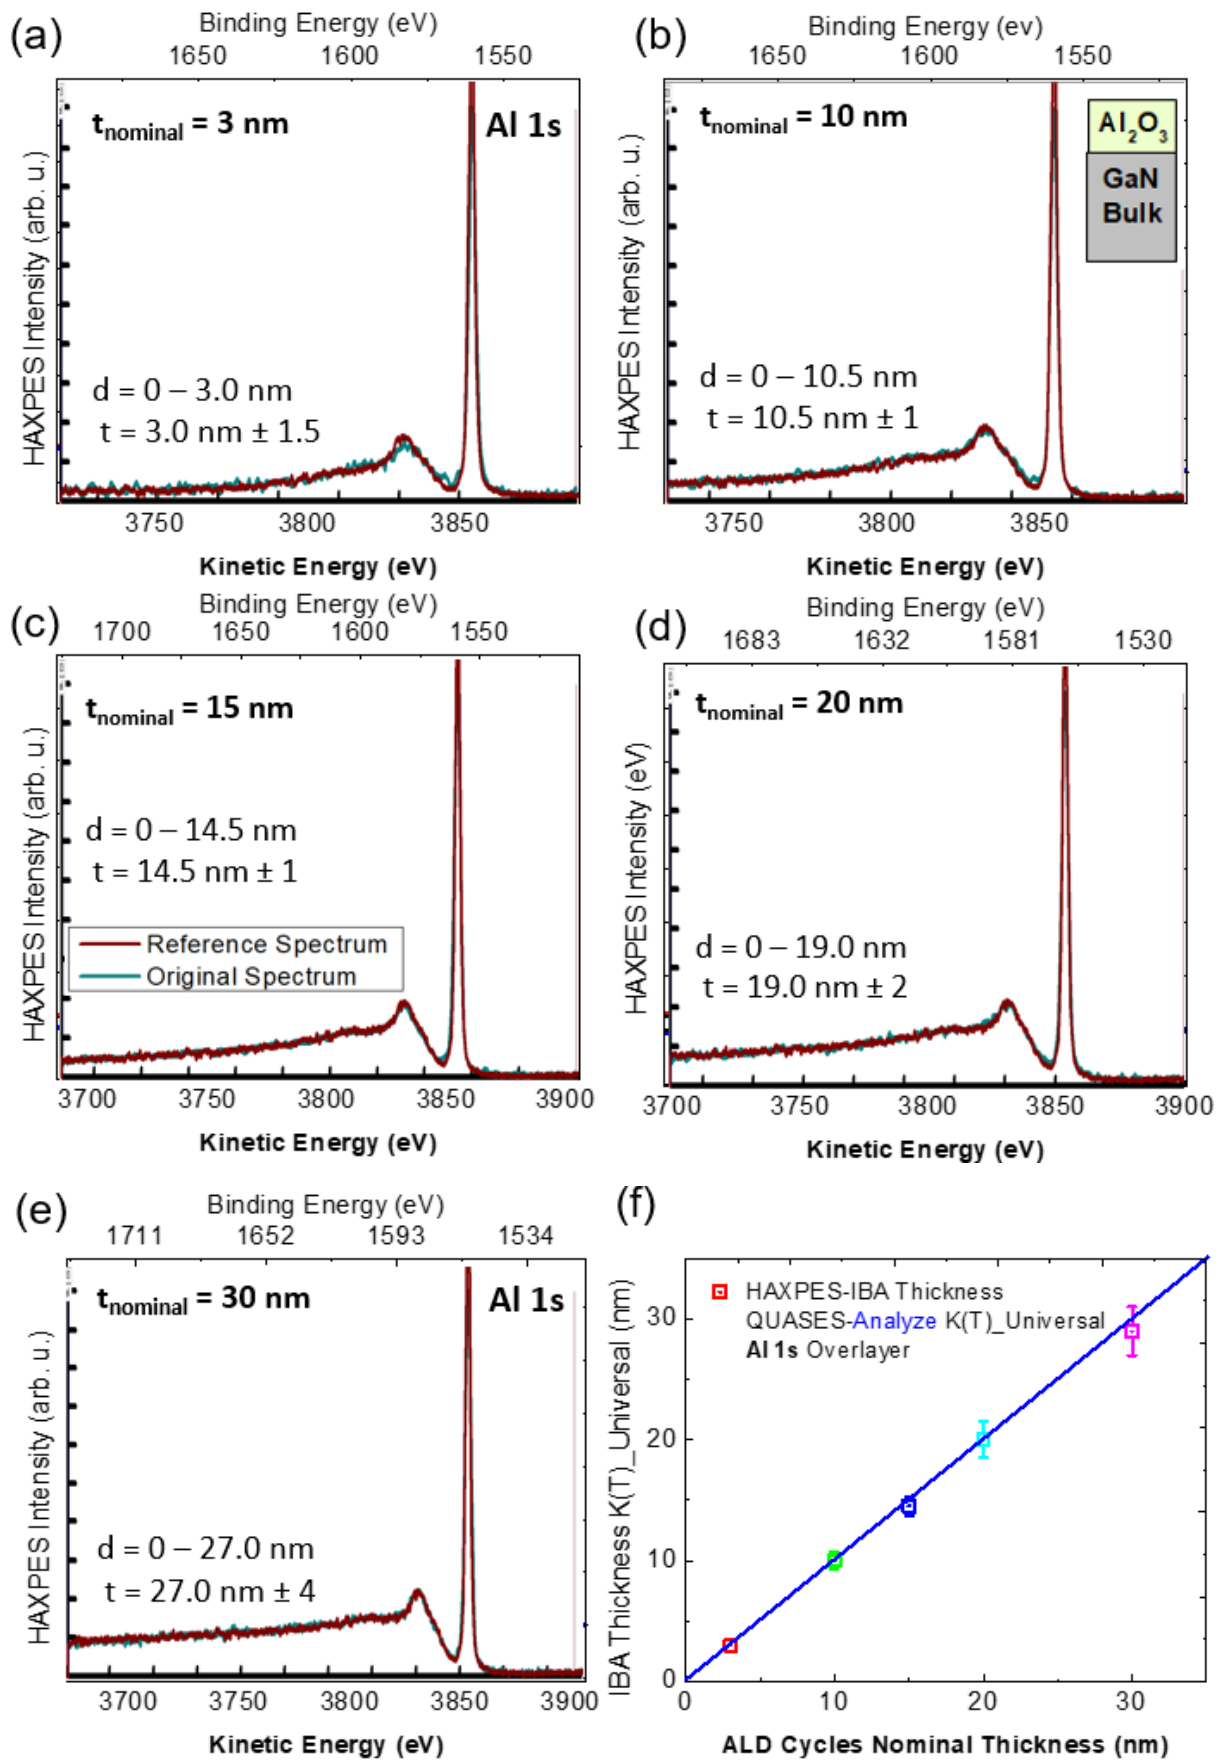 (a)
Binding Energy (eV)
1650 1600 1550
HAXPES Intensity (arb. u.)
tnominal = 3 nm
Al 1s
d = 0 – 3.0 nm
t = 3.0 nm ± 1.5
3750 3800 3850
Kinetic Energy (eV)
(b)
Binding Energy (ev)
1650 1600 1550
HAXPES Intensity (arb. u.)
tnominal = 10 nm
Al2O3
GaN
Bulk
d = 0 – 10.5 nm
t = 10.5 nm ± 1
3750 3800 3850
Kinetic Energy (eV)
(c)
Binding Energy (eV)
1700 1650 1600 1550
HAXPES Intensity (arb. u.)
tnominal = 15 nm
d = 0 – 14.5 nm
t = 14.5 nm ± 1
Reference Spectrum
Original Spectrum
3700 3750 3800 3850 3900
Kinetic Energy (eV)
(d)
Binding Energy (eV)
1683 1632 1581 1530
HAXPES Intensity (eV)
tnominal = 20 nm
d = 0 – 19.0 nm
t = 19.0 nm ± 2
3700 3750 3800 3850 3900
Kinetic Energy (eV)
(e)
Binding Energy (eV)
1711 1652 1593 1534
HAXPES Intensity (arb. u.)
tnominal = 30 nm
Al 1s
d = 0 – 27.0 nm
t = 27.0 nm ± 4
3700 3750 3800 3850 3900
Kinetic Energy (eV)
(f)
IBA Thickness K(T)_Universal (nm)
HAXPES-IBA Thickness
QUASES-Analyze K(T)_Universal
Al 1s Overlayer
30
20
10
0
0 10 20 30
ALD Cycles Nominal Thickness (nm)